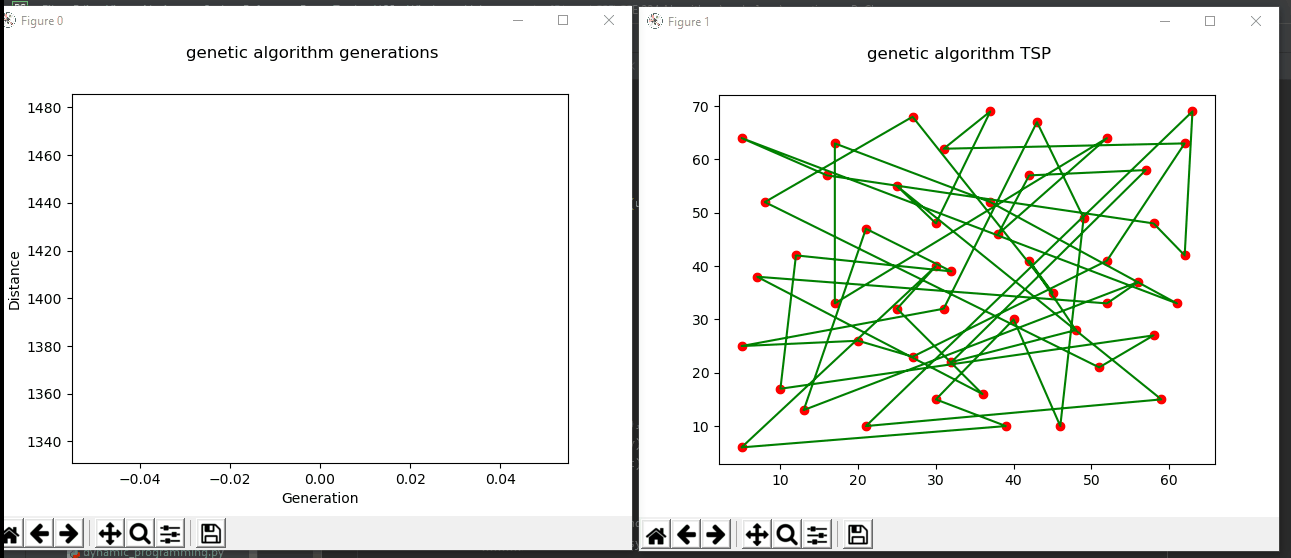 Figure 0
genetic algorithm generations
1480
1460
1440
1420
1400
1380
1360
1340
Distance
−0.04 −0.02 0.00 0.02 0.04
Generation
Figure 1
genetic algorithm TSP
70
60
50
40
30
20
10
10 20 30 40 50 60
dynamic_programming.py